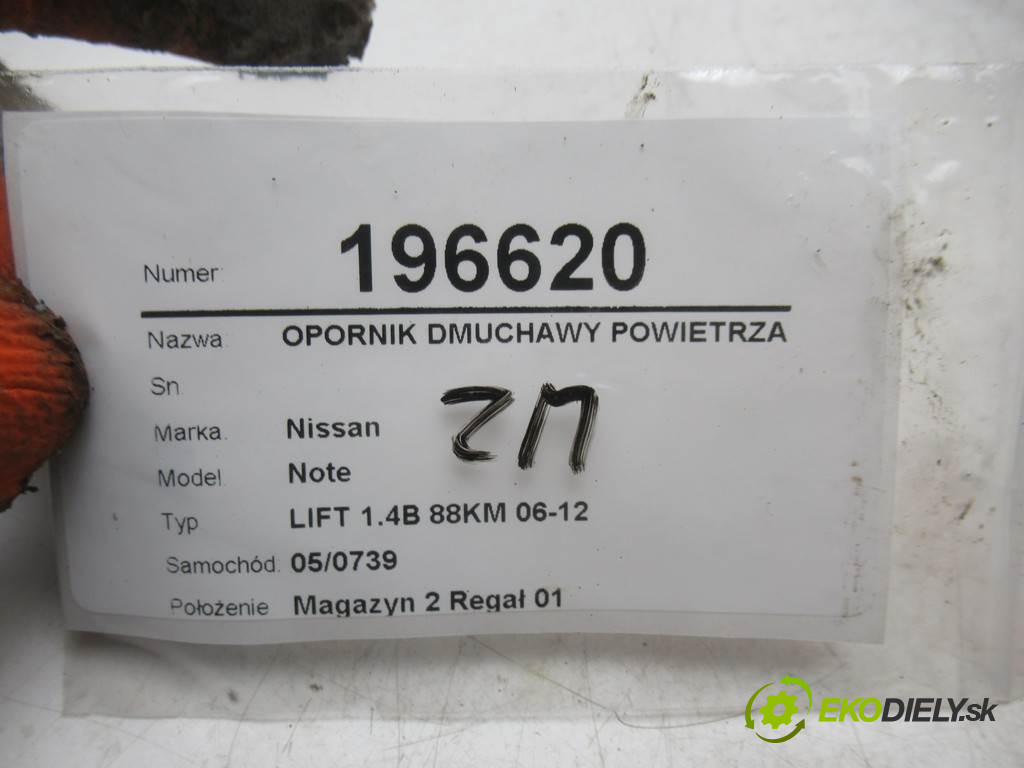 Numer: 196620
Nazwa: OPORNIK DMUCHAWY POWIETRZA
Sn
Marka: Nissan
Model: Note
Typ LIFT 1.4B 88KM 06-12
Samochód: 05/0739
Położenie Magazyn 2 Regał 01
EKODIELY.sk